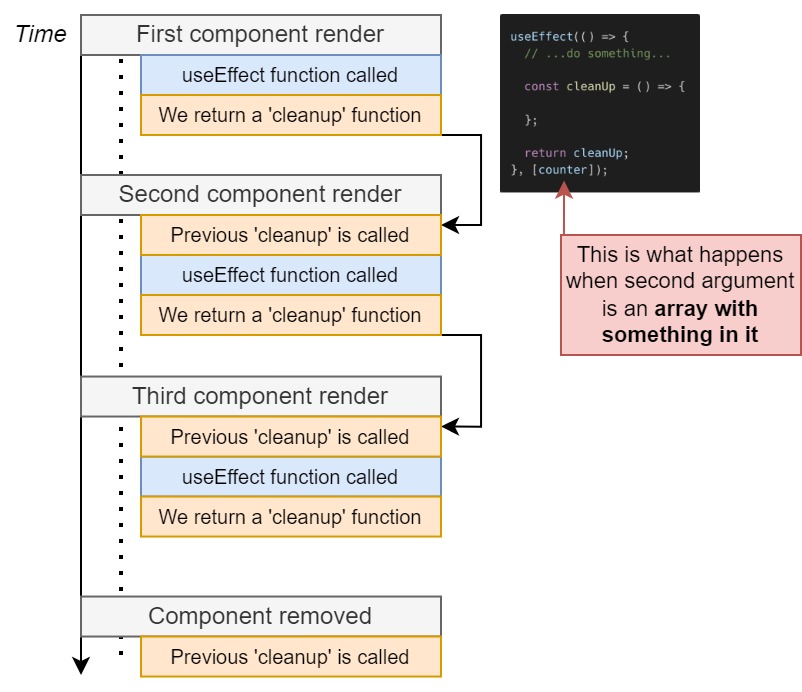 Time
First component render
useEffect function called
We return a 'cleanup' function
Second component render
Previous 'cleanup' is called
useEffect function called
We return a 'cleanup' function
Third component render
Previous 'cleanup' is called
useEffect function called
We return a 'cleanup' function
Component removed
Previous 'cleanup' is called
useEffect(() => {
// ...do something...
const cleanUp = () => {
};
return cleanUp;
}, [counter]);
This is what happens
when second argument
is an array with
something in it